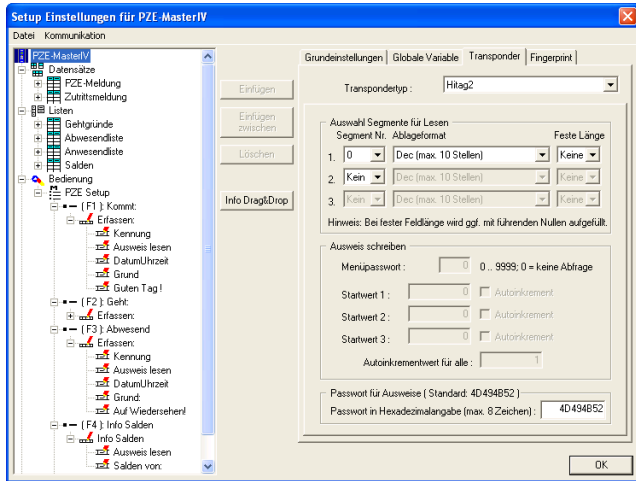 Setup Einstellungen für PZE-MasterIV
Datei Kommunikation
PZE-MasterIV
Datensätze
PZE-Meldung
Zutrittsmeldung
Listen
Gehtgründe
Abwesendliste
Anwesendliste
Salden
Bedienung
PZE Setup
( F1 ): Kommt:
Erfassen:
Kennung
Ausweis lesen
DatumUhrzeit
Grund
Guten Tag !
( F2 ): Geht:
Erfassen:
( F3 ): Abwesend
Erfassen:
Kennung
Ausweis lesen
DatumUhrzeit
Grund:
Auf Wiedersehen!
( F4 ): Info Salden
Info Salden
Ausweis lesen
Salden von:
Einfügen
Einfügen
zwischen
Löschen
Info Drag&Drop
Grundeinstellungen Globale Variable Transponder Fingerprint
Transpondertyp : Hitag2
Auswahl Segmente für Lesen
Segment Nr. Ablageformat Feste Länge
1. 0 Dec (max. 10 Stellen) Keine
2. Kein Dec (max. 10 Stellen) Keine
3. Kein Dec (max. 10 Stellen) Keine
Hinweis: Bei fester Feldlänge wird ggf. mit führenden Nullen aufgefüllt.
Ausweis schreiben
Menüpasswort : 0 0 .. 9999; 0 = keine Abfrage
Startwert 1 : 0 Autoinkrement
Startwert 2 : 0 Autoinkrement
Startwert 3 : 0 Autoinkrement
Autoinkrementwert für alle : 1
Passwort für Ausweise ( Standard: 4D494B52 )
Passwort in Hexadezimalangabe (max. 8 Zeichen) : 4D494B52
OK